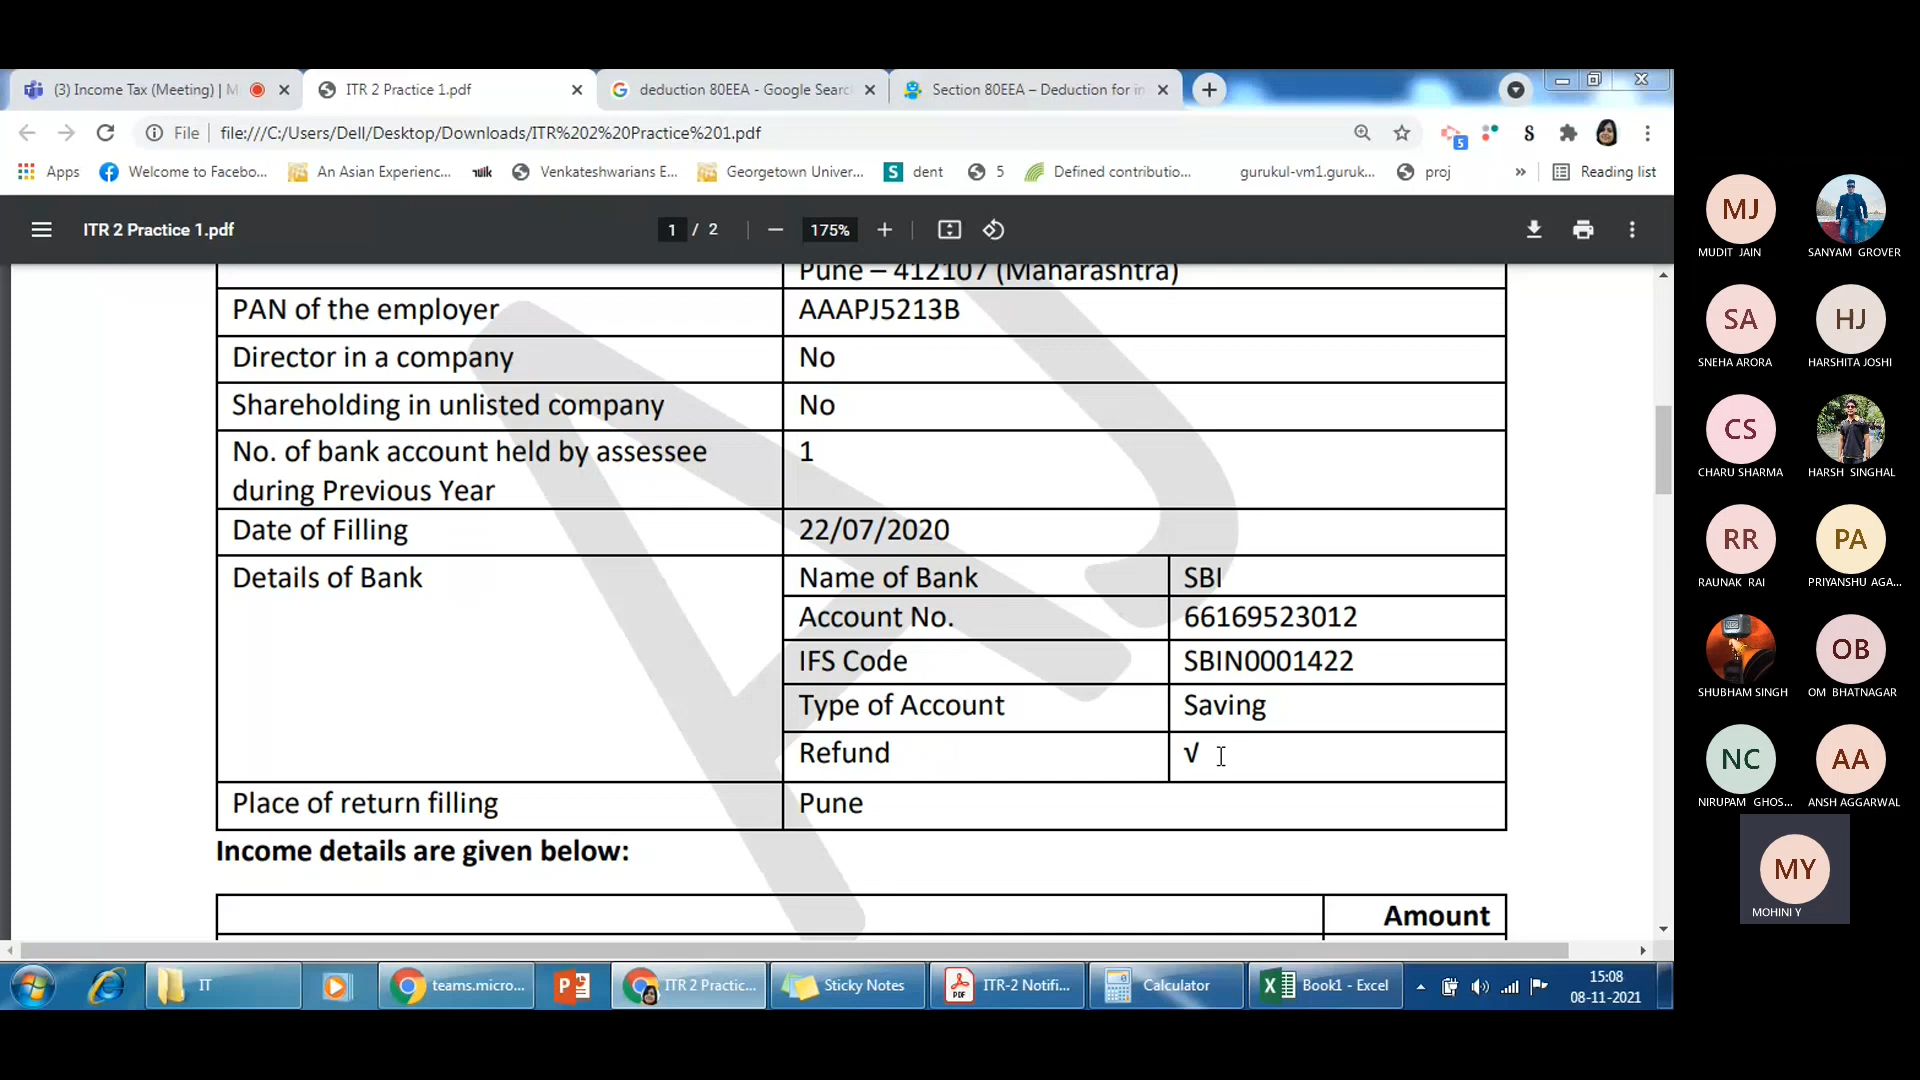 (3) Income Tax (Meeting) | M
ITR 2 Practice 1.pdf
deduction 80EEA - Google Searc
Section 80EEA – Deduction for in
File
file:///C:/Users/Dell/Desktop/Downloads/ITR%202%20Practice%201.pdf
5
S
Apps
Welcome to Facebo...
An Asian Experienc...
Venkateshwarians E...
Georgetown Univer...
S
dent
5
Defined contributio...
gurukul-vm1.guruk...
proj
»
Reading list
ITR 2 Practice 1.pdf
1 / 2
175%
Pune – 412107 (Maharashtra)
PAN of the employer
AAAPJ5213B
Director in a company
No
Shareholding in unlisted company
No
No. of bank account held by assessee
during Previous Year
1
Date of Filling
22/07/2020
Details of Bank
Name of Bank
SBI
Account No.
66169523012
IFS Code
SBIN0001422
Type of Account
Saving
Refund
√
Place of return filling
Pune
Income details are given below:
Amount
IT
teams.micro...
ITR 2 Practic...
Sticky Notes
PDF
ITR-2 Notifi...
Calculator
Book1 - Excel
15:08
08-11-2021
MJ
MUDIT JAIN
SANYAM GROVER
SA
SNEHA ARORA
HJ
HARSHITA JOSHI
CS
CHARU SHARMA
HARSH SINGHAL
RR
RAUNAK RAI
PA
PRIYANSHU AGA...
SHUBHAM SINGH
OB
OM BHATNAGAR
NC
NIRUPAM GHOS...
AA
ANSH AGGARWAL
MY
MOHINI Y